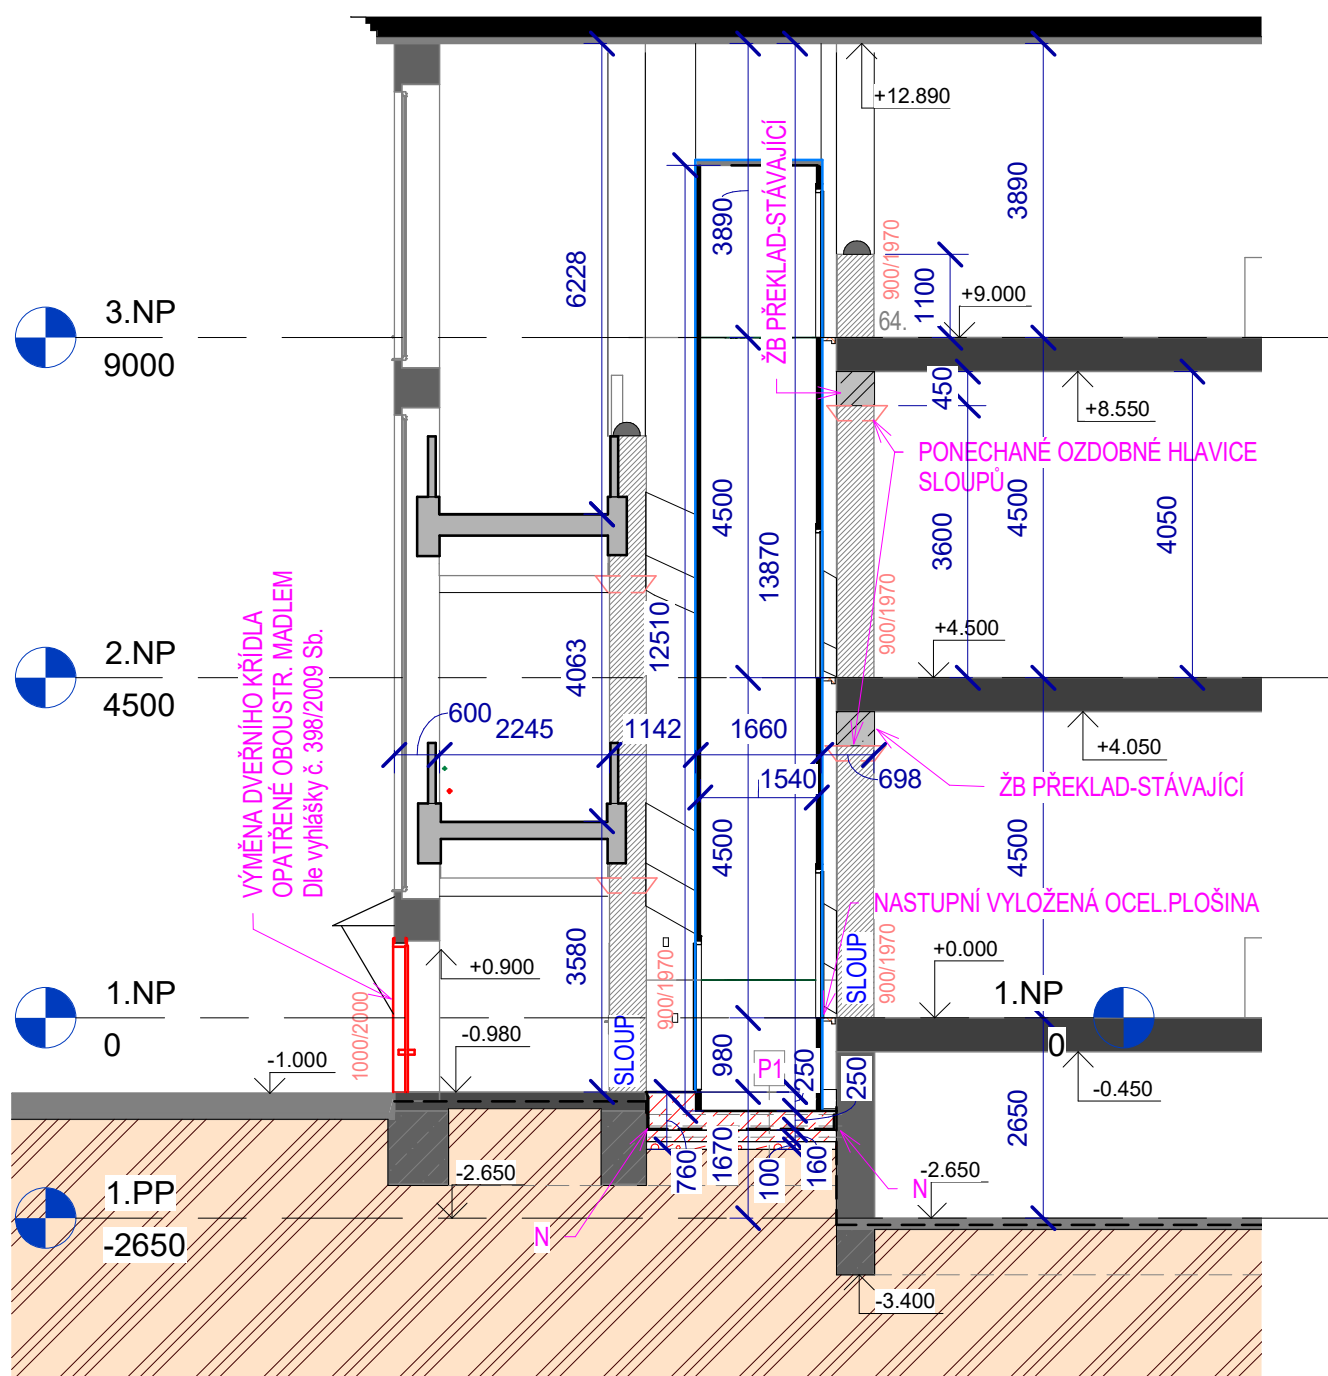 +12.890
ŽB PŘEKLAD-STÁVAJÍCÍ
3890
3890
6228
900/1970
1100
+9.000
64.
3.NP
9000
450
+8.550
PONECHANÉ OZDOBNÉ HLAVICE
SLOUPŮ
4500
13870
3600
4500
4050
VÝMĚNA DVEŘNÍHO KŘÍDLA
OPATŘENÉ OBOUSTR. MADLEM
Dle vyhlášky č. 398/2009 Sb.
900/1970
12510
4063
+4.500
2.NP
4500
600
2245
1142
1660
1540
698
+4.050
ŽB PŘEKLAD-STÁVAJÍCÍ
4500
4500
NASTUPNÍ VYLOŽENÁ OCEL.PLOŠINA
3580
+0.900
900/1970
SLOUP
900/1970
+0.000
1.NP
0
1.NP
0
1000/2000
-1.000
-0.980
SLOUP
980
P1
250
250
-0.450
2650
760
1670
100
160
-2.650
-2.650
N
N
1.PP
-2650
-3.400